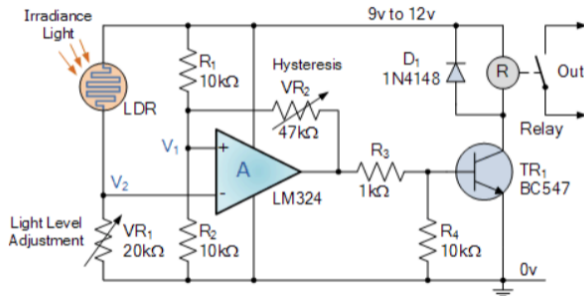 Irradiance
Light
9v to 12v
R1
10kΩ
Hysteresis
VR2
47kΩ
D1
1N4148
R
Out
LDR
Relay
V1
+
A
-
LM324
R3
1kΩ
TR1
BC547
V2
Light Level
Adjustment
VR1
20kΩ
R2
10kΩ
R4
10kΩ
0v